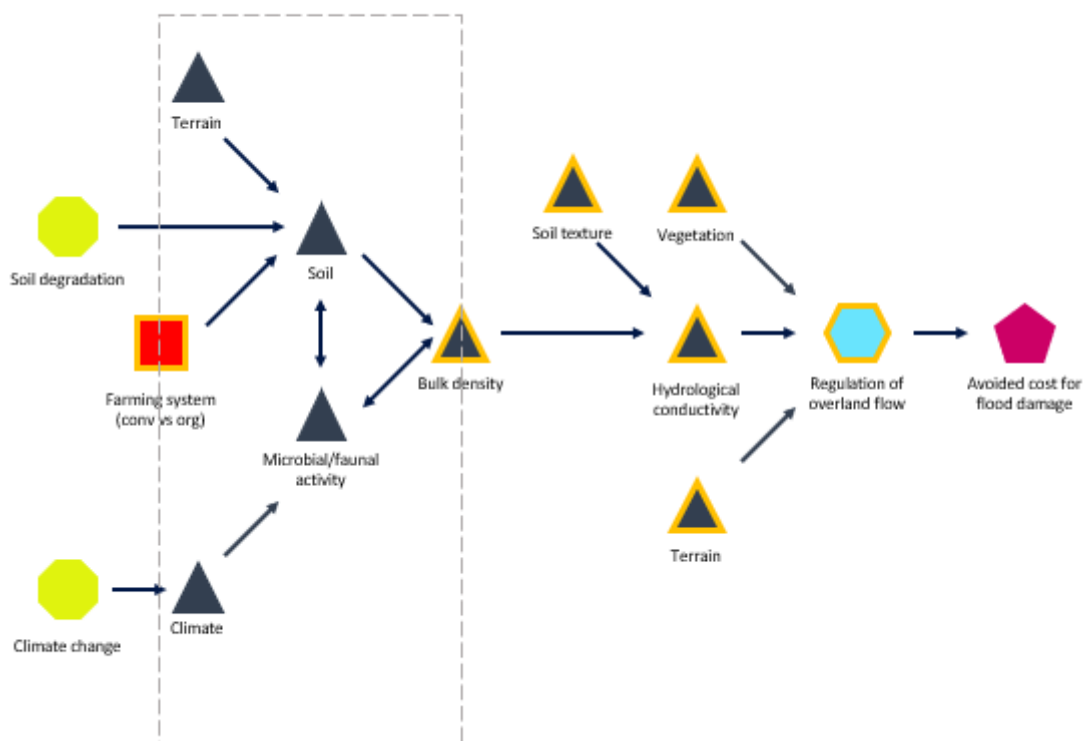 Terrain
Soil texture
Vegetation
Soil degradation
Soil
Farming system
(conv vs org)
Bulk density
Hydrological
conductivity
Regulation of
overland flow
Avoided cost for
flood damage
Microbial/faunal
activity
Terrain
Climate change
Climate